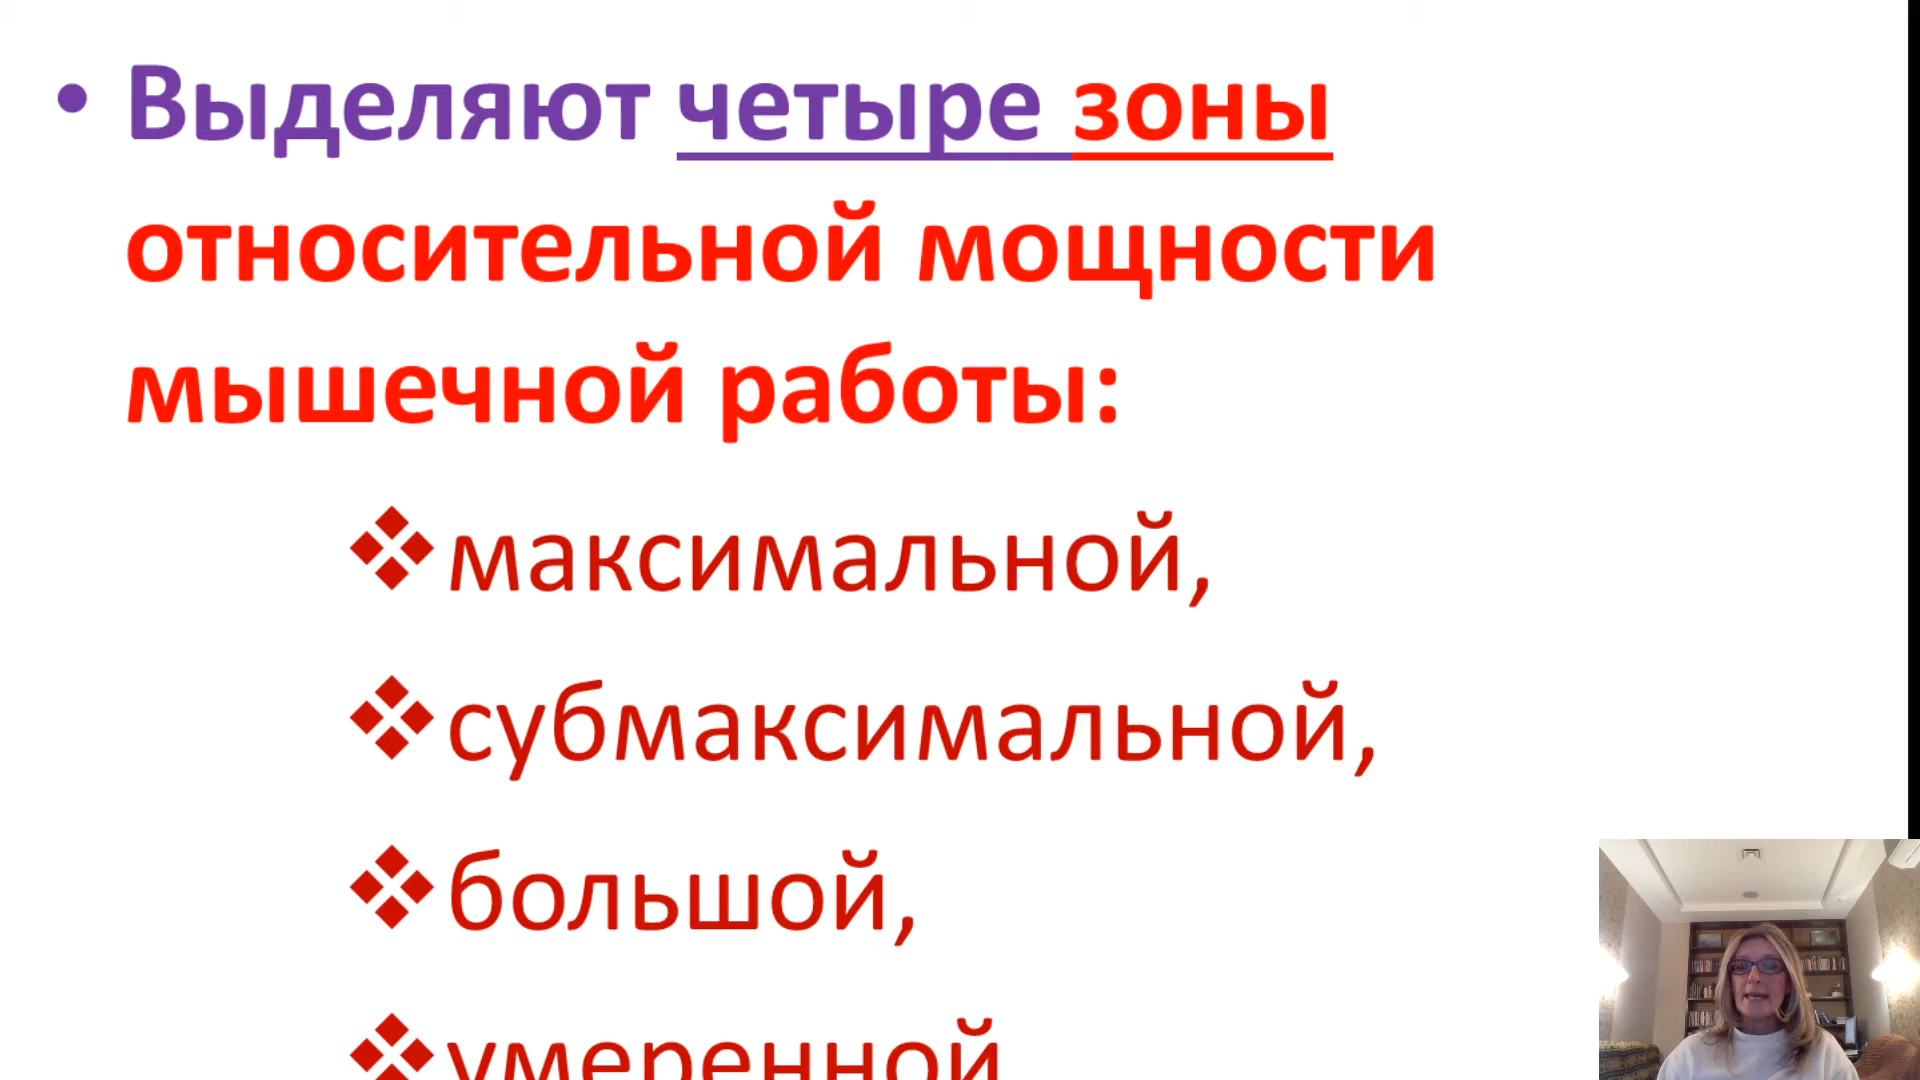 • Выделяют четыре зоны
относительной мощности
мышечной работы:
❖максимальной,
❖субмаксимальной,
❖большой,
❖умеренной